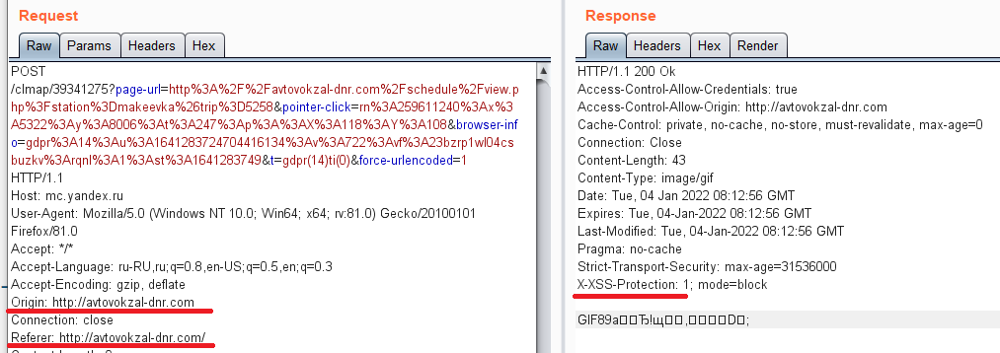 Request
Raw Params Headers Hex
POST
/clmap/39341275?page-url=http%3A%2F%2Favtovokzal-dnr.com%2Fschedule%2Fview.p
hp%3Fstation%3Dmakeevka%26trip%3D5258&pointer-click=rn%3A259611240%3Ax%3
A5322%3Ay%3A8006%3At%3A247%3Ap%3A%3AX%3A118%3AY%3A108&browser-inf
o=gdpr%3A14%3Au%3A1641283724704416134%3Av%3A722%3Avf%3A23bzrp1wl04cs
buzkv%3Arqnl%3A1%3Ast%3A1641283749&t=gdpr(14)ti(0)&force-urlencoded=1
HTTP/1.1
Host: mc.yandex.ru
User-Agent: Mozilla/5.0 (Windows NT 10.0; Win64; x64; rv:81.0) Gecko/20100101
Firefox/81.0
Accept: */*
Accept-Language: ru-RU,ru;q=0.8,en-US;q=0.5,en;q=0.3
Accept-Encoding: gzip, deflate
Origin: http://avtovokzal-dnr.com
Connection: close
Referer: http://avtovokzal-dnr.com/
Response
Raw Headers Hex Render
HTTP/1.1 200 Ok
Access-Control-Allow-Credentials: true
Access-Control-Allow-Origin: http://avtovokzal-dnr.com
Cache-Control: private, no-cache, no-store, must-revalidate, max-age=0
Connection: Close
Content-Length: 43
Content-Type: image/gif
Date: Tue, 04 Jan 2022 08:12:56 GMT
Expires: Tue, 04-Jan-2022 08:12:56 GMT
Last-Modified: Tue, 04-Jan-2022 08:12:56 GMT
Pragma: no-cache
Strict-Transport-Security: max-age=31536000
X-XSS-Protection: 1; mode=block
GIF89a□□Ђ!щ□□,□□□□D□;